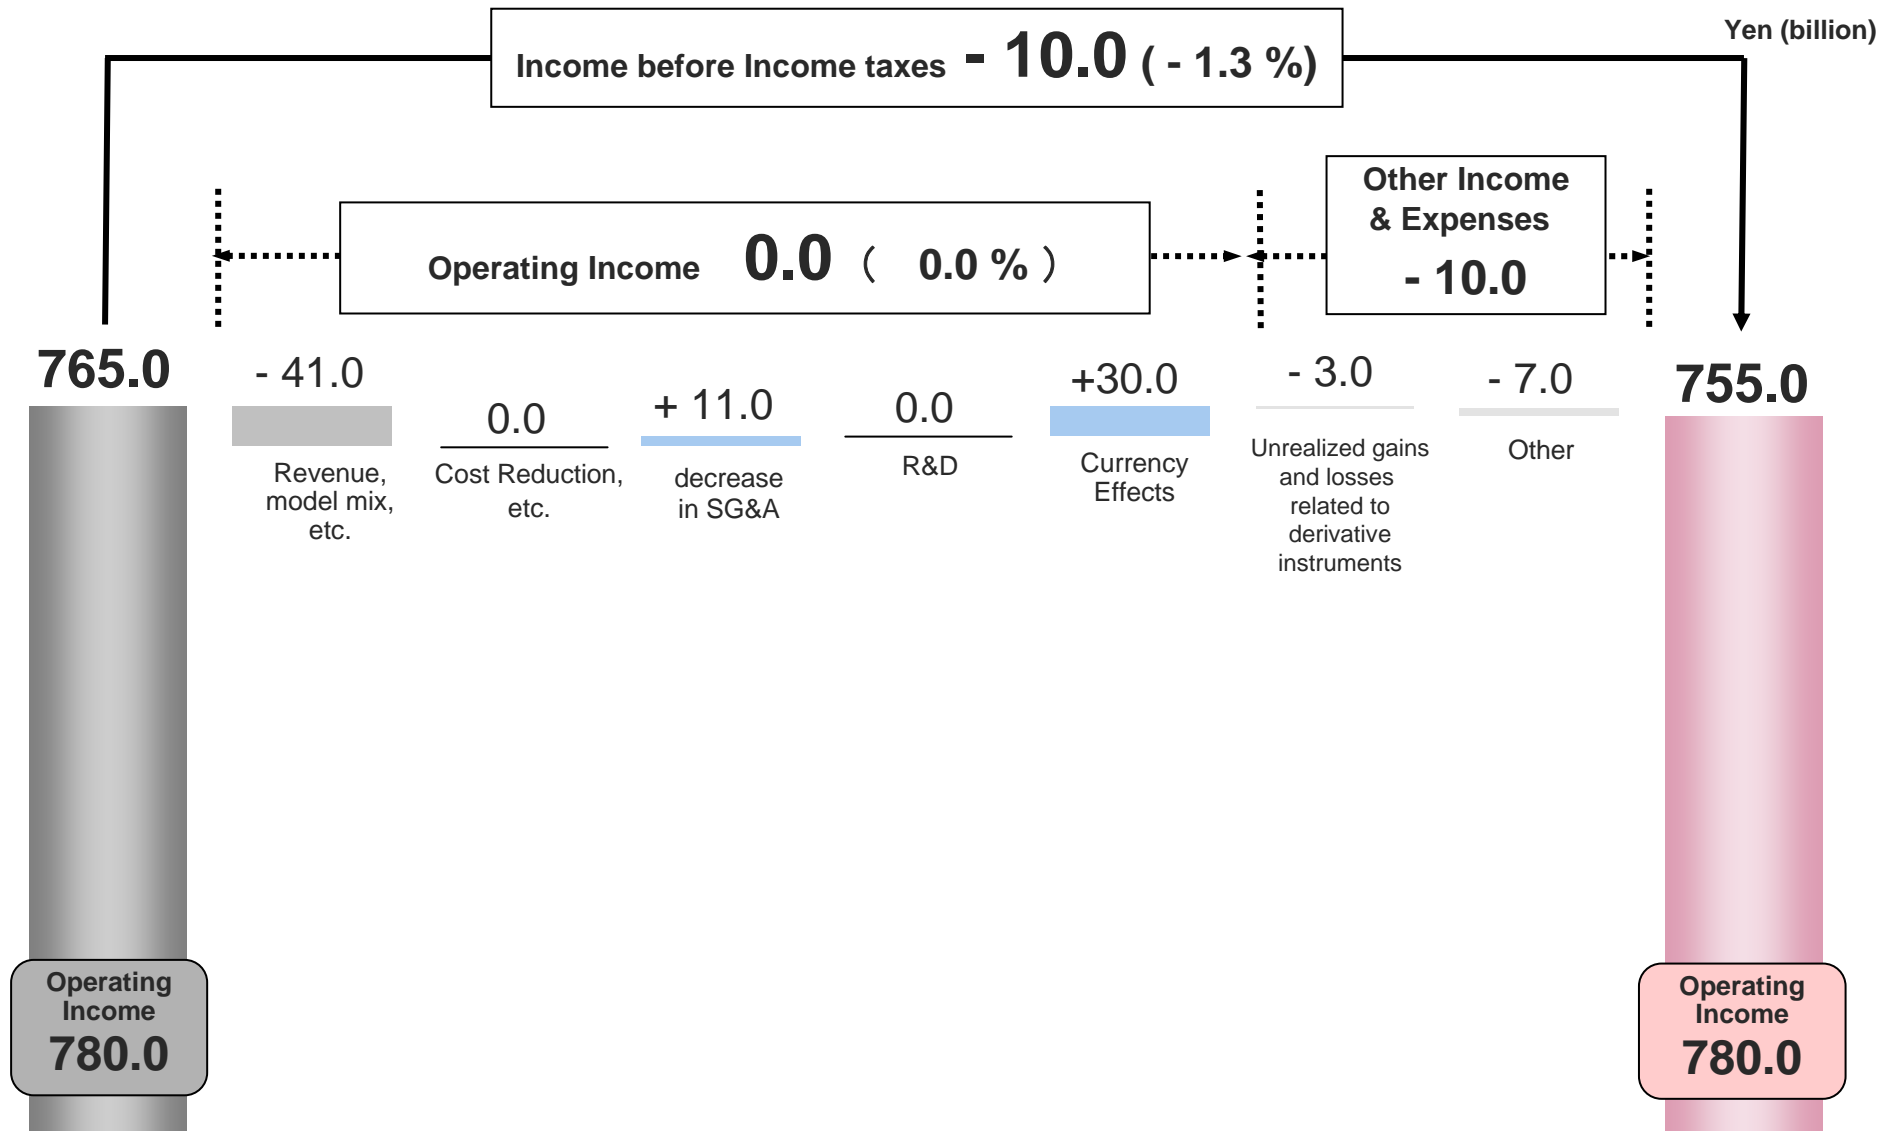 Yen (billion)
Income before Income taxes - 10.0 ( - 1.3 %)
Operating Income 0.0 ( 0.0 % )
Other Income
& Expenses
- 10.0
765.0
- 41.0
Revenue,
model mix,
etc.
0.0
Cost Reduction,
etc.
+ 11.0
decrease
in SG&A
0.0
R&D
+30.0
Currency
Effects
- 3.0
Unrealized gains
and losses
related to
derivative
instruments
- 7.0
Other
755.0
Operating
Income
780.0
Operating
Income
780.0